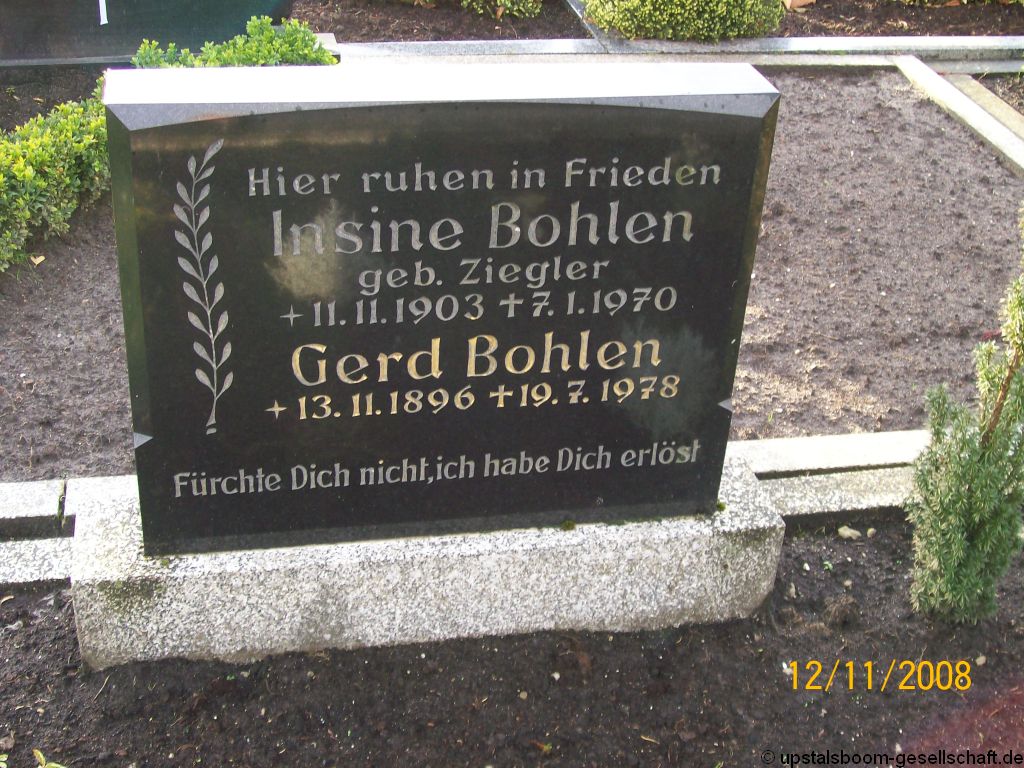 Hier ruhen in Frieden
Insine Bohlen
geb. Ziegler
+ 11. 11. 1903 + 7. 1. 1970
Gerd Bohlen
+ 13. 11. 1896 + 19. 7. 1978
Fürchte Dich nicht, ich habe Dich erlöst
12/11/2008
© upstalsboom-gesellschaft.de